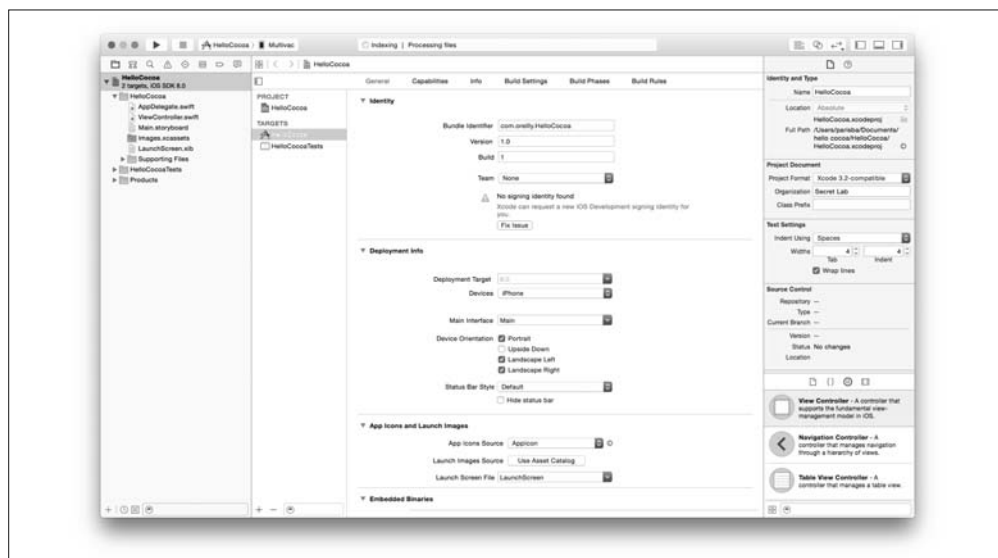 HelloCocoa
Multivac
Indexing | Processing files
HelloCocoa
2 targets, iOS SDK 8.0
HelloCocoa
AppDelegate.swift
ViewController.swift
Main.storyboard
Images.xcassets
LaunchScreen.xib
Supporting Files
HelloCocoaTests
Products
HelloCocoa
General Capabilities Info Build Settings Build Phases Build Rules
PROJECT
HelloCocoa
TARGETS
HelloCocoa
HelloCocoaTests
Identity
Bundle Identifier com.oreilly.HelloCocoa
Version 1.0
Build 1
Team None
No signing identity found
Xcode can request a new iOS Development signing identity for
you.
Fix Issue
Deployment Info
Deployment Target
Devices iPhone
Main Interface Main
Device Orientation Portrait
Upside Down
Landscape Left
Landscape Right
Status Bar Style Default
Hide status bar
App Icons and Launch Images
App Icons Source AppIcon
Launch Images Source Use Asset Catalog
Launch Screen File LaunchScreen
Embedded Binaries
Identity and Type
Name HelloCocoa
Location Absolute
HelloCocoa.xcodeproj
Full Path /Users/parisba/Documents/
hello cocoa/HelloCocoa/
HelloCocoa.xcodeproj
Project Document
Project Format Xcode 3.2-compatible
Organization Secret Lab
Class Prefix
Text Settings
Indent Using Spaces
Widths 4 4
Tab Indent
Wrap lines
Source Control
Repository --
Type --
Current Branch --
Version --
Status No changes
Location
View Controller - A controller that
supports the fundamental view-
management model in iOS.
Navigation Controller - A
controller that manages navigation
through a hierarchy of views.
Table View Controller - A
controller that manages a table view.